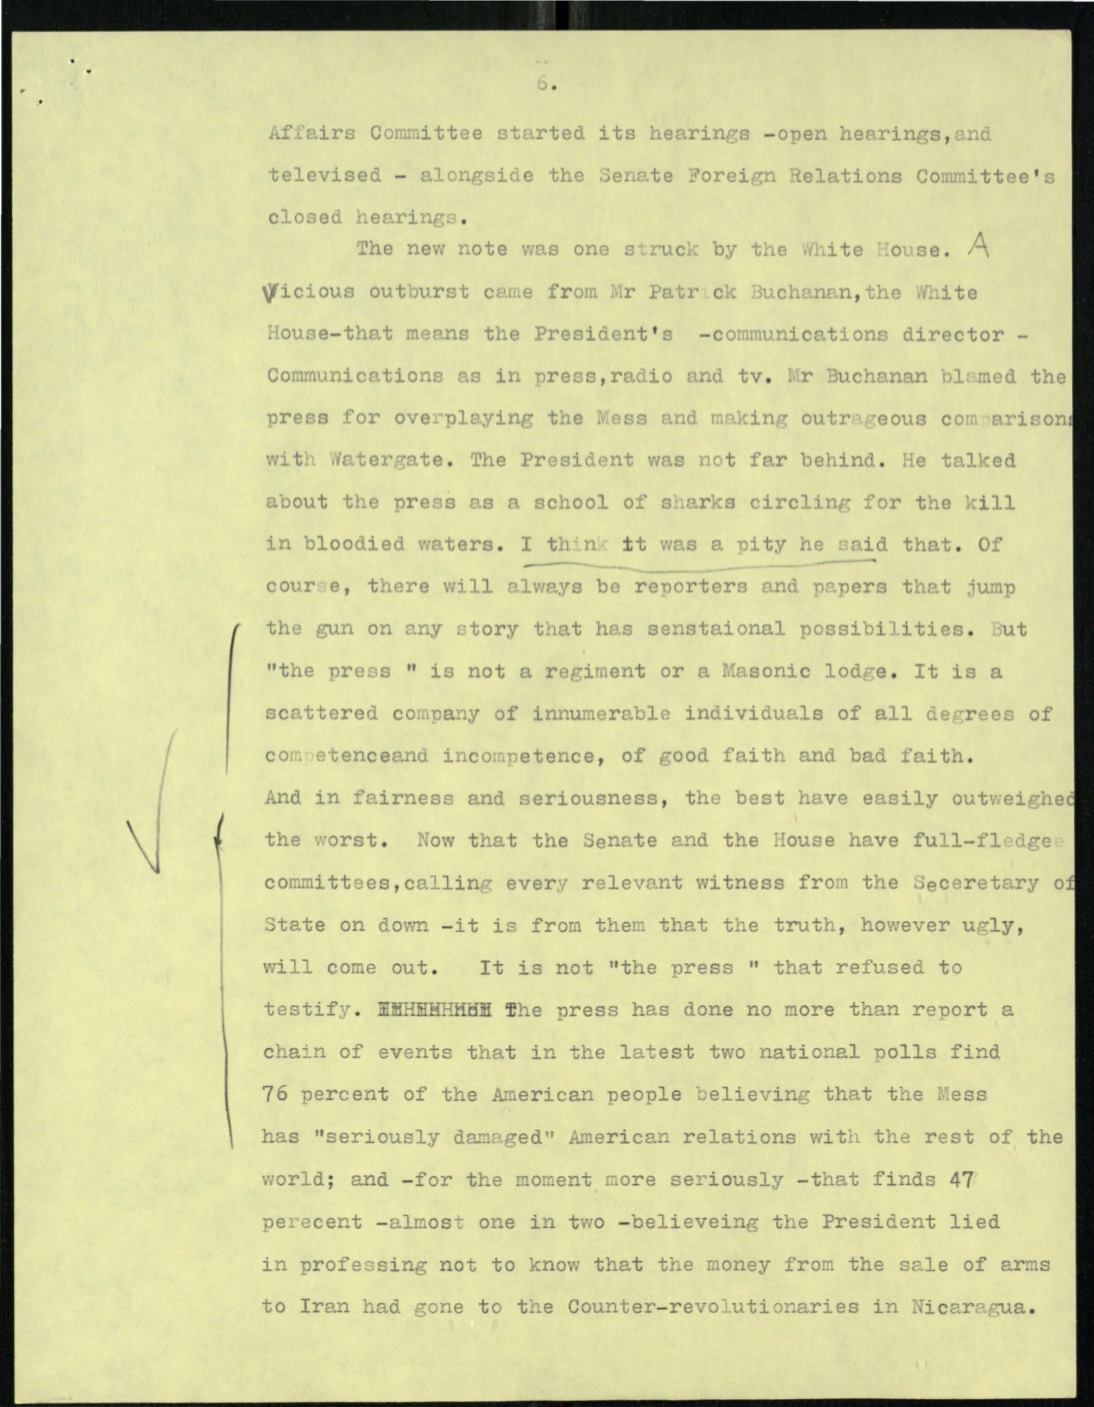 6.
Affairs Committee started its hearings -open hearings,and
televised - alongside the Senate Foreign Relations Committee's
closed hearings.
The new note was one struck by the White House. A
Vicious outburst came from Mr Patrick Buchanan,the White
House-that means the President's -communications director -
Communications as in press,radio and tv. Mr Buchanan blamed the
press for overplaying the Mess and making outrageous comparisons
with Watergate. The President was not far behind. He talked
about the press as a school of sharks circling for the kill
in bloodied waters. I think it was a pity he said that. Of
course, there will always be reporters and papers that jump
the gun on any story that has senstaional possibilities. But
"the press " is not a regiment or a Masonic lodge. It is a
scattered company of innumerable individuals of all degrees of
competenceand incompetence, of good faith and bad faith.
And in fairness and seriousness, the best have easily outweighed
the worst. Now that the Senate and the House have full-fledgee
committees,calling every relevant witness from the Seceretary of
State on down -it is from them that the truth, however ugly,
will come out. It is not "the press " that refused to
testify. The press has done no more than report a
chain of events that in the latest two national polls find
76 percent of the American people believing that the Mess
has "seriously damaged" American relations with the rest of the
world; and -for the moment more seriously -that finds 47
perecent -almost one in two -believeing the President lied
in professing not to know that the money from the sale of arms
to Iran had gone to the Counter-revolutionaries in Nicaragua.